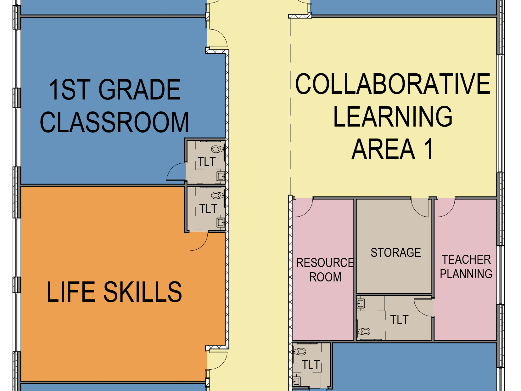 1ST GRADE
CLASSROOM
COLLABORATIVE
LEARNING
AREA 1
TLT
TLT
LIFE SKILLS
RESOURCE
ROOM
STORAGE
TEACHER
PLANNING
TLT
TLT